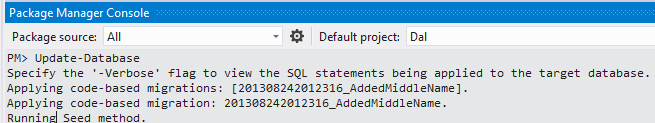 Package Manager Console
Package source: All Default project: Dal
PM> Update-Database
Specify the '-Verbose' flag to view the SQL statements being applied to the target database.
Applying code-based migrations: [201308242012316_AddedMiddleName].
Applying code-based migration: 201308242012316_AddedMiddleName.
Running Seed method.